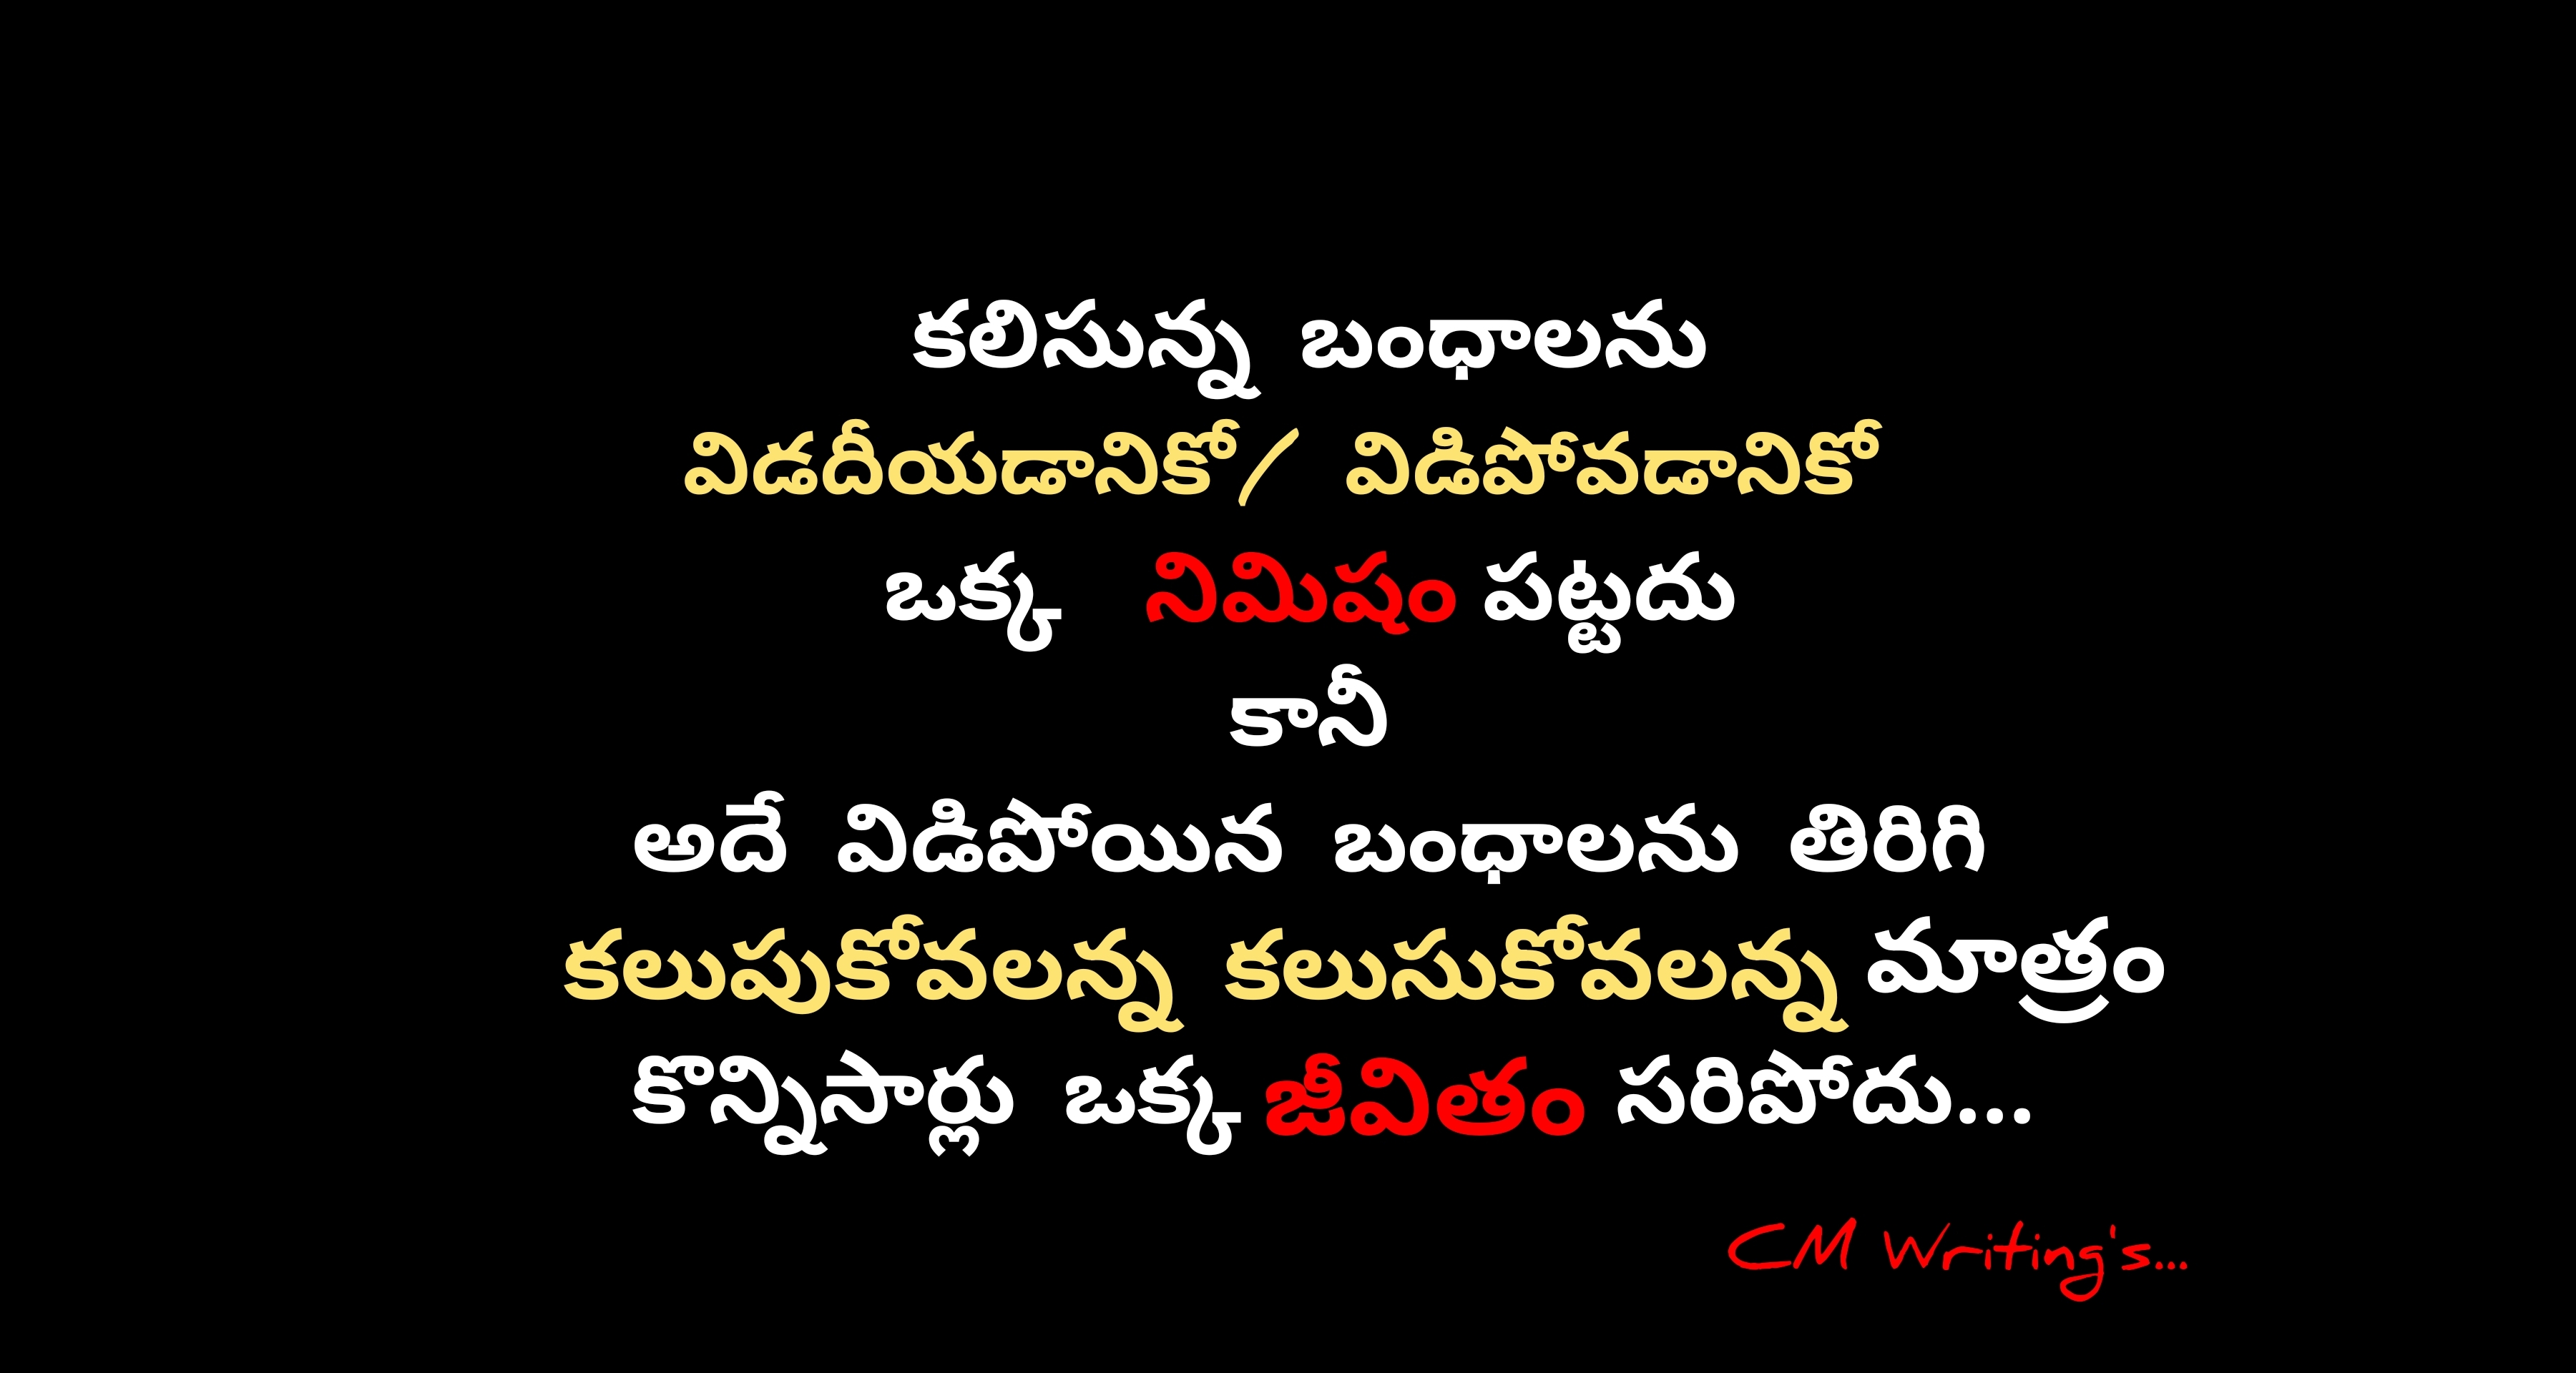 కలిసున్న బంధాలను
విడదీయడానికో/ విడిపోవడానికో
ఒక్క నిమిషం పట్టదు
కానీ
అదే విడిపోయిన బంధాలను తిరిగి
కలుపుకోవలన్న కలుసుకోవలన్న మాత్రం
కొన్నిసార్లు ఒక్క జీవితం సరిపోదు...
CM Writing's...